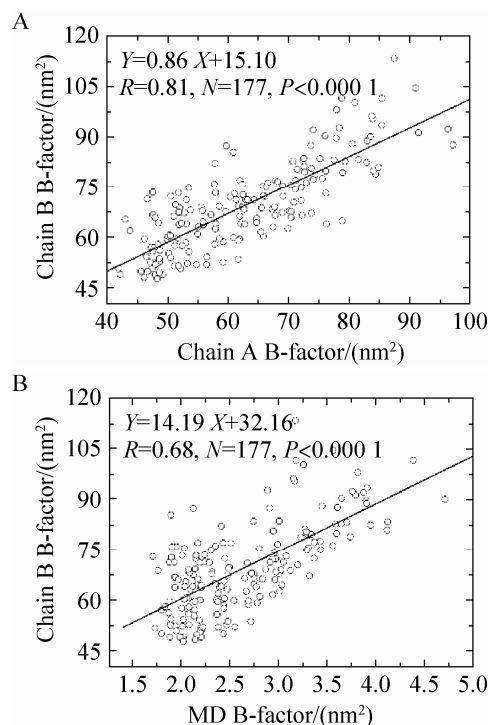 A
Y=0.86 X+15.10
R=0.81, N=177, P<0.000 1
Chain B B-factor/(nm²)
120
105
90
75
60
45
40 50 60 70 80 90 100
Chain A B-factor/(nm²)
B
Y=14.19 X+32.16
R=0.68, N=177, P<0.000 1
Chain B B-factor/(nm²)
120
105
90
75
60
45
1.5 2.0 2.5 3.0 3.5 4.0 4.5 5.0
MD B-factor/(nm²)